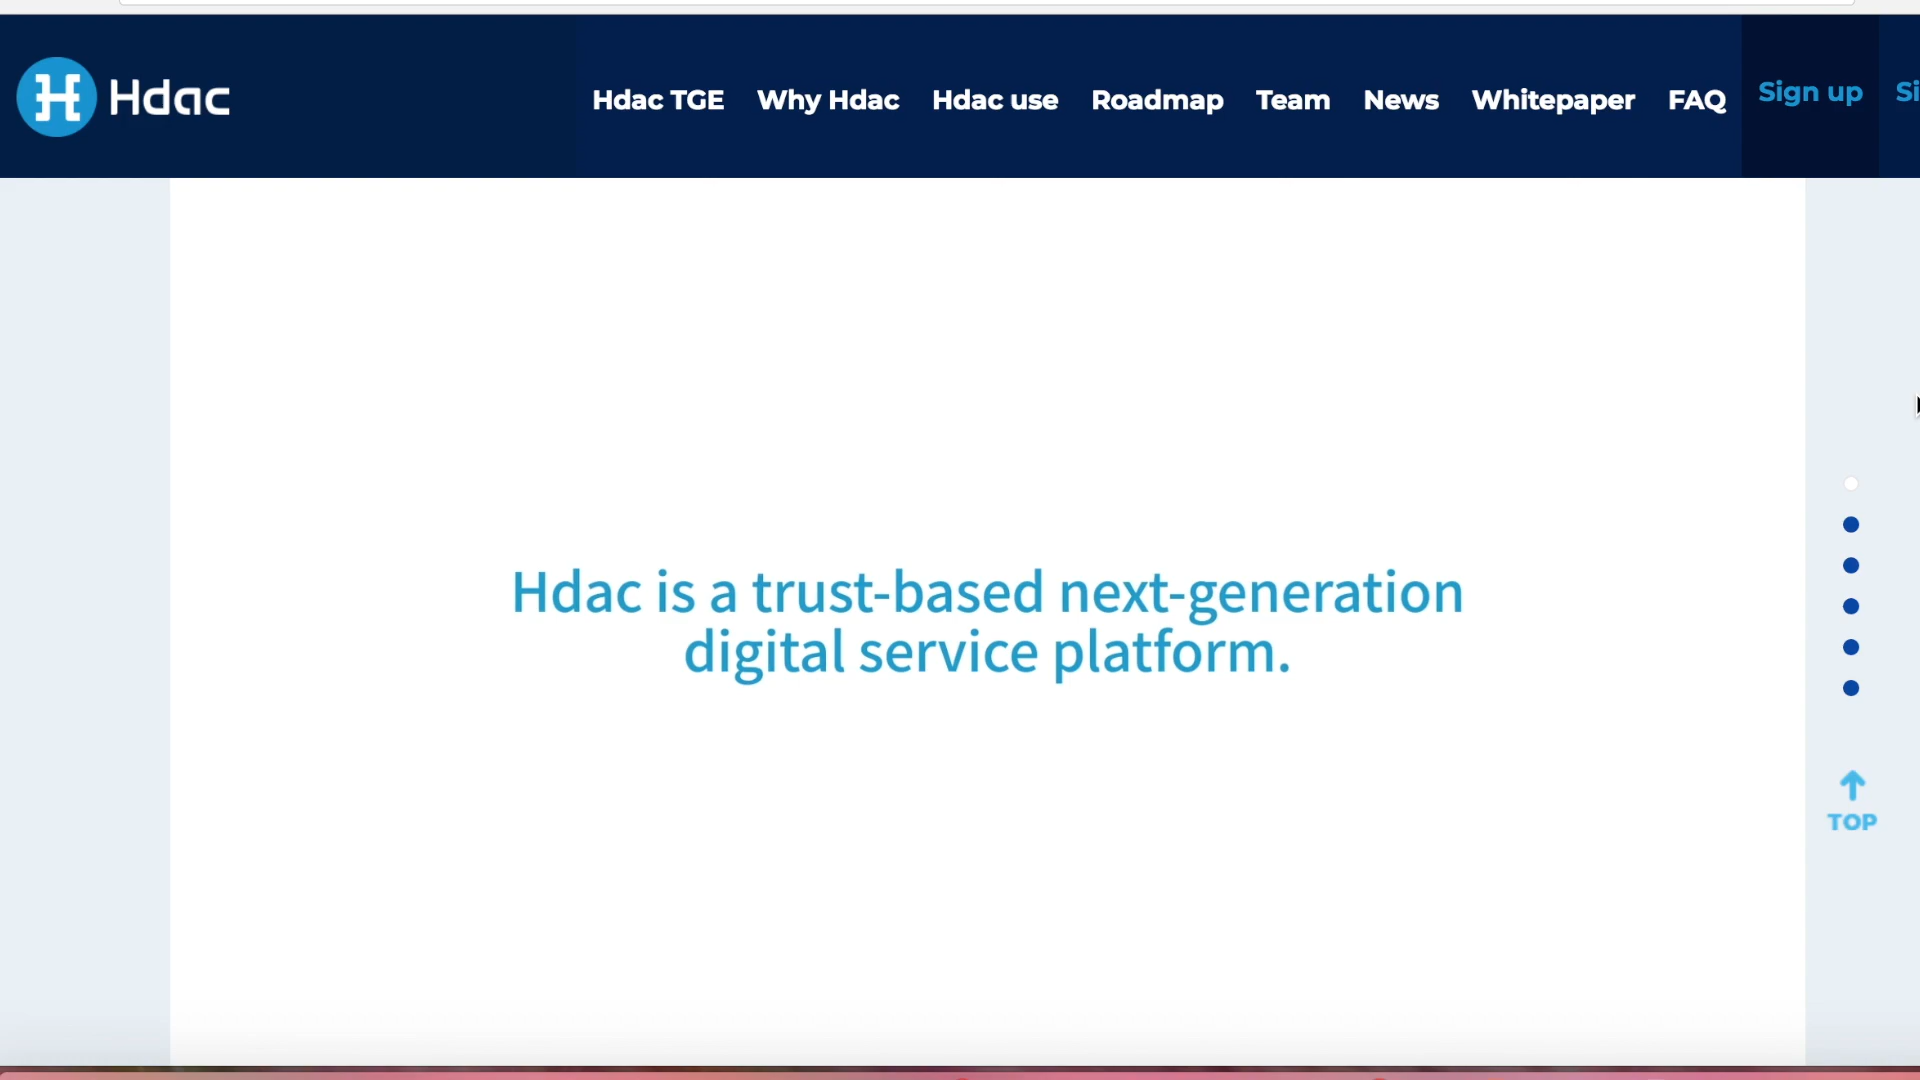 Hdac
Hdac TGE Why Hdac Hdac use Roadmap Team News Whitepaper FAQ Sign up Si
Hdac is a trust-based next-generation
digital service platform.
TOP